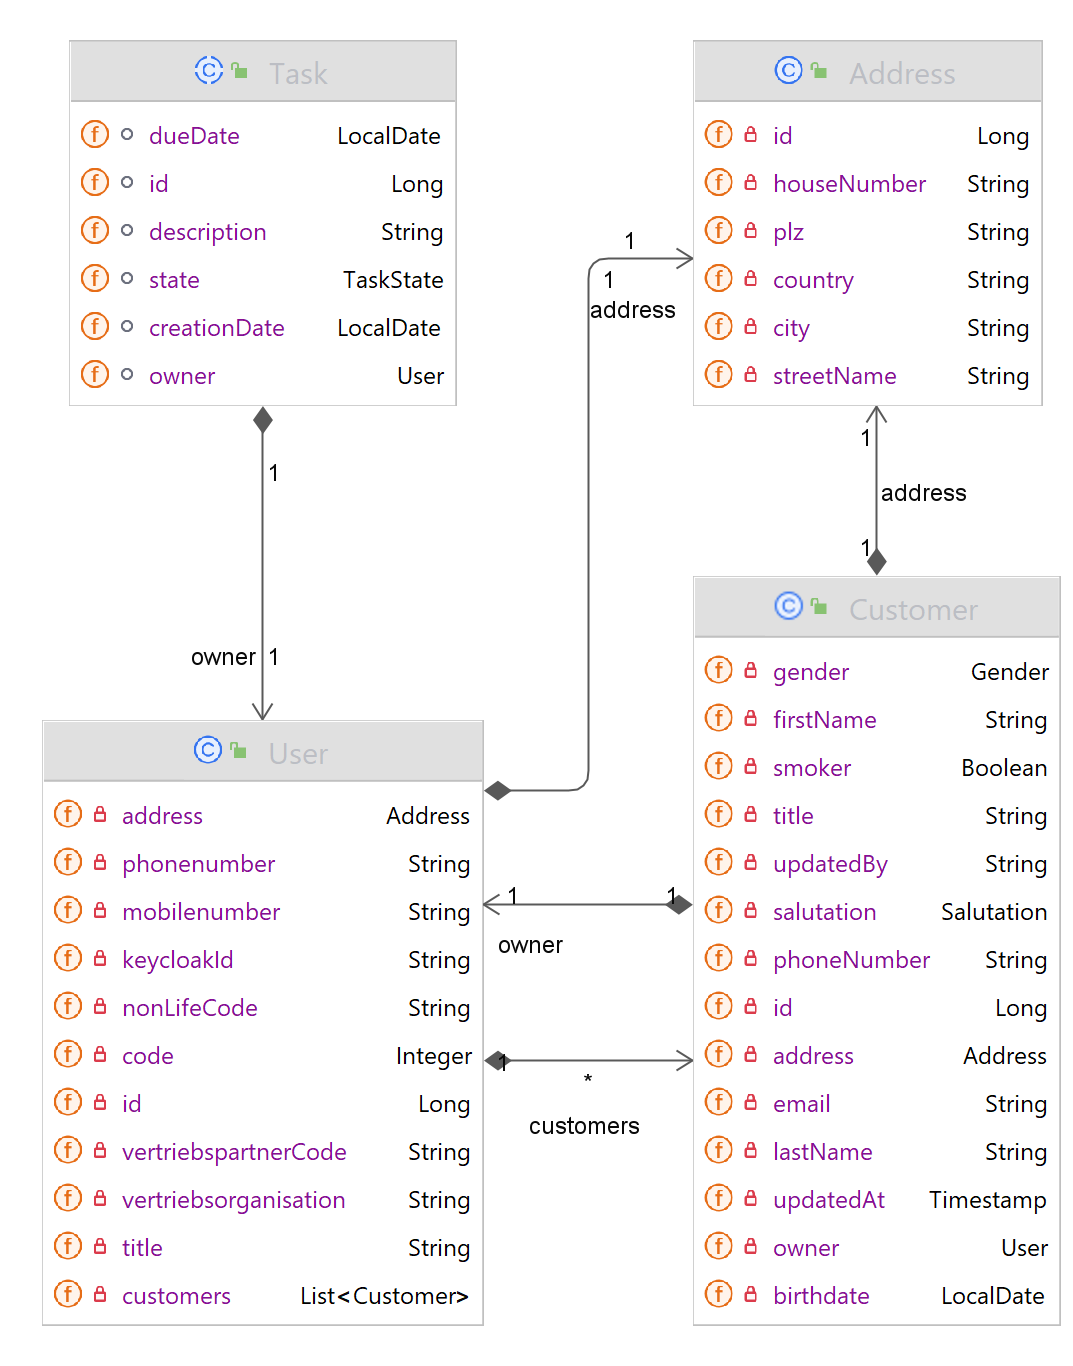 Task
dueDate LocalDate
id Long
description String
state TaskState
creationDate LocalDate
owner User
Address
id Long
houseNumber String
plz String
country String
city String
streetName String
1
1
address
1
owner 1
1
address
1
User
address Address
phonenumber String
mobilenumber String
keycloakId String
nonLifeCode String
code Integer
id Long
vertriebspartnerCode String
vertriebsorganisation String
title String
customers List<Customer>
1 1
owner
1
*
customers
Customer
gender Gender
firstName String
smoker Boolean
title String
updatedBy String
salutation Salutation
phoneNumber String
id Long
address Address
email String
lastName String
updatedAt Timestamp
owner User
birthdate LocalDate